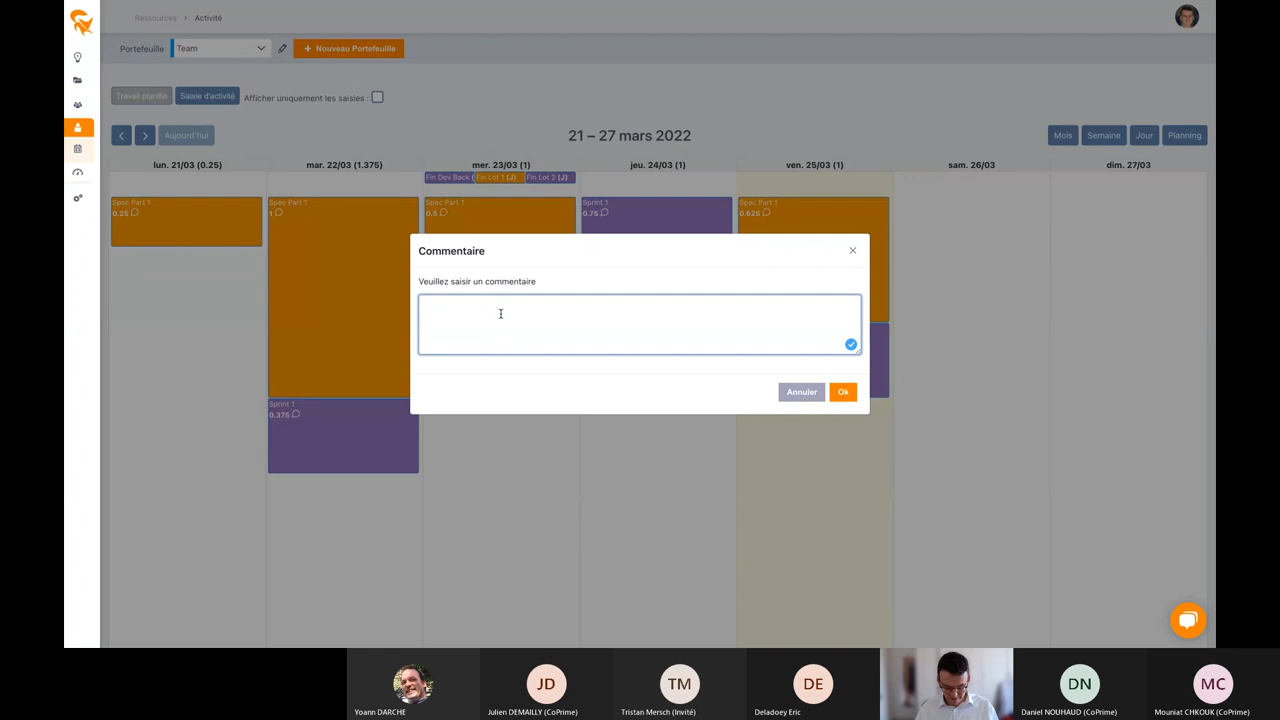 Ressources > Activité
Portefeuille Team + Nouveau Portefeuille
Travail planifié Saisie d'activité Afficher uniquement les saisies :
Aujourd'hui 21 – 27 mars 2022 Mois Semaine Jour Planning
lun. 21/03 (0.25) mar. 22/03 (1.375) mer. 23/03 (1) jeu. 24/03 (1) ven. 25/03 (1) sam. 26/03 dim. 27/03
Fin Dev Back ( Fin Lot 1 (J) Fin Lot 2 (J)
Spec Part 1 Spec Part 1 Spec Part 1 Sprint 1 Spec Part 1
0.25 1 0.5 0.75 0.625
Commentaire
Veuillez saisir un commentaire
Annuler Ok
Sprint 1
0.375
JD TM DE DN MC
Yoann DARCHE Julien DEMAILLY (CoPrime) Tristan Mersch (Invité) Deladoey Eric Daniel NOUHAUD (CoPrime) Mouniat CHKOUK (CoPrime)